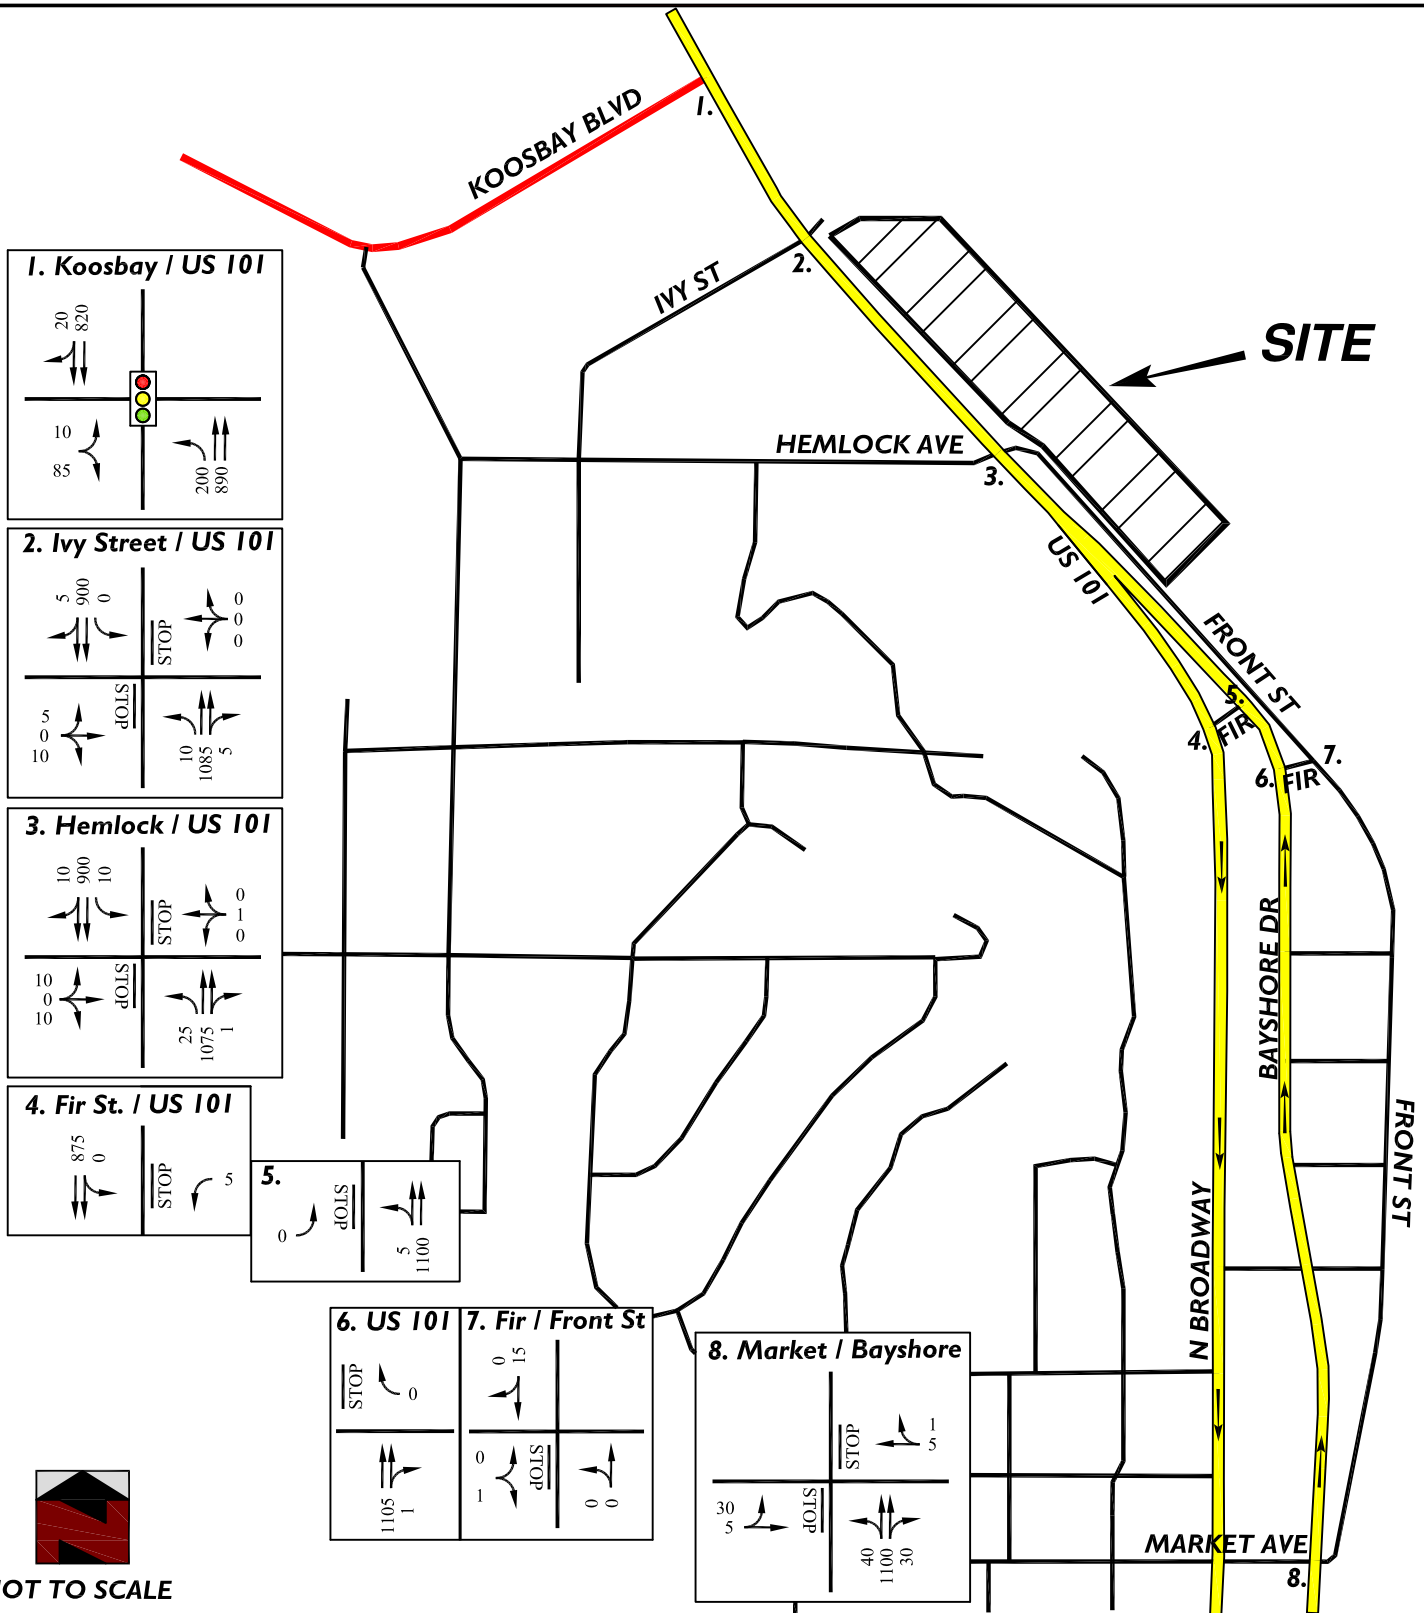 KOOSBAY BLVD
1.
IVY ST
2.
SITE
HEMLOCK AVE
3.
US 101
FRONT ST
5.
FIR
4.
7.
6. FIR
BAYSHORE DR
FRONT ST
N BROADWAY
MARKET AVE
8.
1. Koosbay / US 101
20
820
10
85
200
890
2. Ivy Street / US 101
5
900
0
STOP
0
0
0
STOP
5
0
10
10
1085
5
3. Hemlock / US 101
10
900
10
STOP
0
1
0
STOP
10
0
10
25
1075
1
4. Fir St. / US 101
875
0
STOP
5
5.
0
STOP
5
1100
6. US 101
STOP
0
1105
1
7. Fir / Front St
0
15
0
1
STOP
0
0
8. Market / Bayshore
STOP
1
5
30
5
STOP
40
1100
30
OT TO SCALE